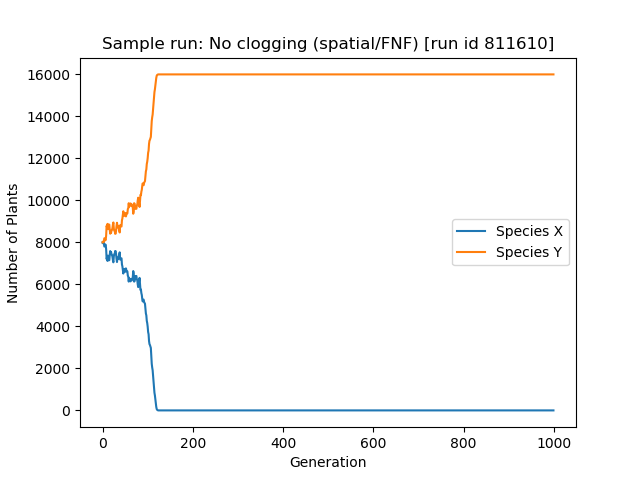 Sample run: No clogging (spatial/FNF) [run id 811610]
16000
14000
12000
10000
8000
6000
4000
2000
0
Number of Plants
Species X
Species Y
0 200 400 600 800 1000
Generation